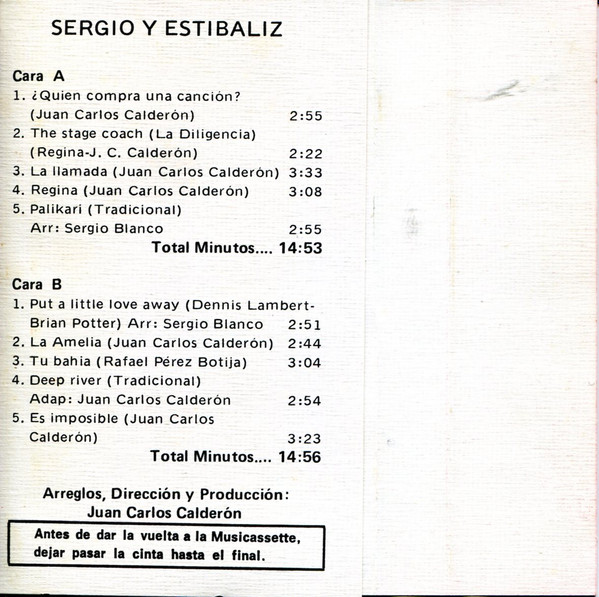 SERGIO Y ESTIBALIZ
Cara A
1. ¿Quien compra una canción?
(Juan Carlos Calderón) 2:55
2. The stage coach (La Diligencia)
(Regina-J. C. Calderón) 2:22
3. La llamada (Juan Carlos Calderón) 3:33
4. Regina (Juan Carlos Calderón) 3:08
5. Palikari (Tradicional)
Arr: Sergio Blanco 2:55
Total Minutos.... 14:53
Cara B
1. Put a little love away (Dennis Lambert-
Brian Potter) Arr: Sergio Blanco 2:51
2. La Amelia (Juan Carlos Calderón) 2:44
3. Tu bahia (Rafael Pérez Botija) 3:04
4. Deep river (Tradicional)
Adap: Juan Carlos Calderón 2:54
5. Es imposible (Juan Carlos
Calderón) 3:23
Total Minutos.... 14:56
Arreglos, Dirección y Producción:
Juan Carlos Calderón
Antes de dar la vuelta a la Musicassette,
dejar pasar la cinta hasta el final.